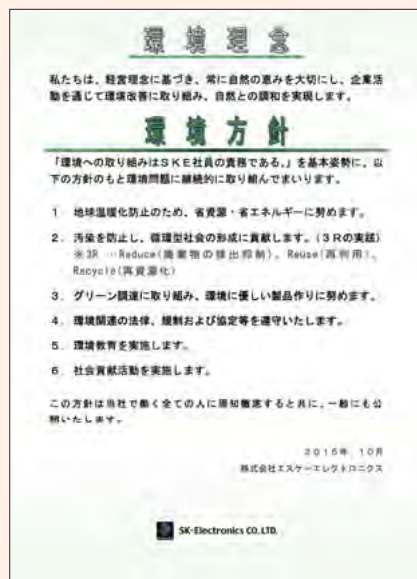 環境理念
私たちは、経営理念に基づき、常に自然の恵みを大切にし、企業活
動を通じて環境改善に取り組み、自然との調和を実現します。
環境方針
「環境への取り組みはSKE社員の責務である。」を基本姿勢に、以
下の方針のもと環境問題に継続的に取り組んでまいります。
1. 地球温暖化防止のため、省資源・省エネルギーに努めます。
2. 汚染を防止し、循環型社会の形成に貢献します。(3Rの実践)
※3R …Reduce(廃棄物の排出抑制)、Reuse(再利用)、
Recycle(再資源化)
3. グリーン調達に取り組み、環境に優しい製品作りに努めます。
4. 環境関連の法律、規制および協定等を遵守いたします。
5. 環境教育を実施します。
6. 社会貢献活動を実施します。
この方針は当社で働く全ての人に周知徹底すると共に、一般にも公
開いたします。
2015年 10月
株式会社エスケーエレクトロニクス
SK-Electronics CO.,LTD.